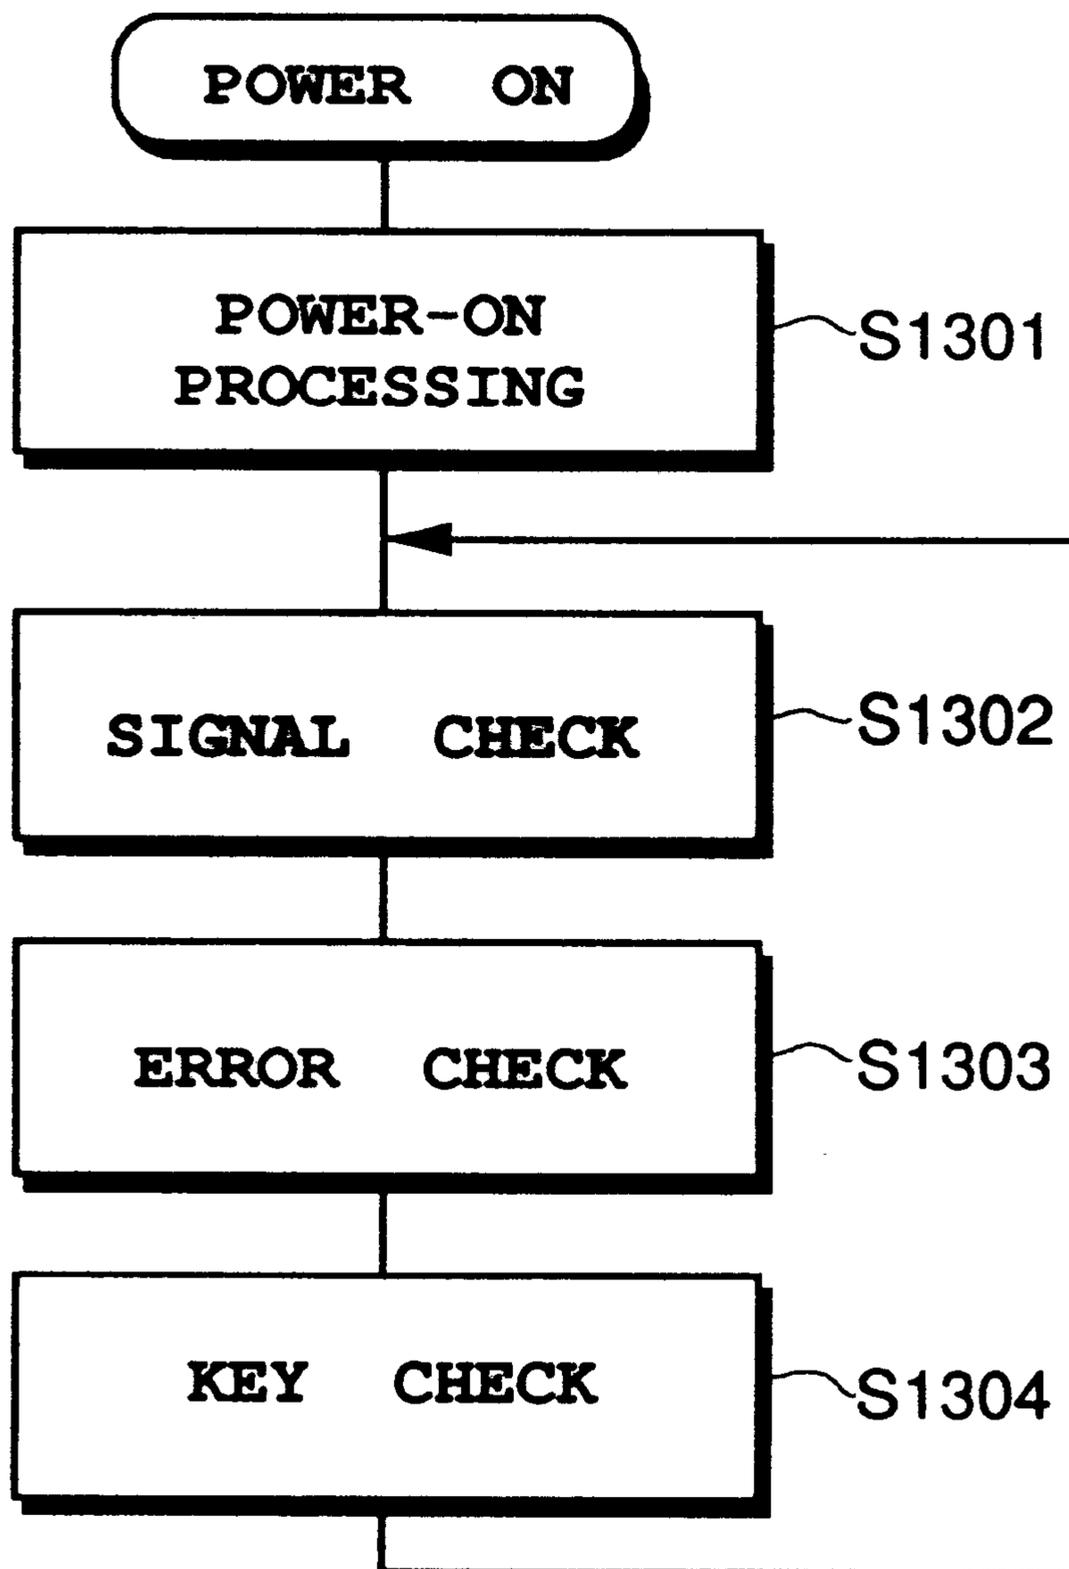 POWER ON
POWER-ON
PROCESSING
S1301
SIGNAL CHECK
S1302
ERROR CHECK
S1303
KEY CHECK
S1304